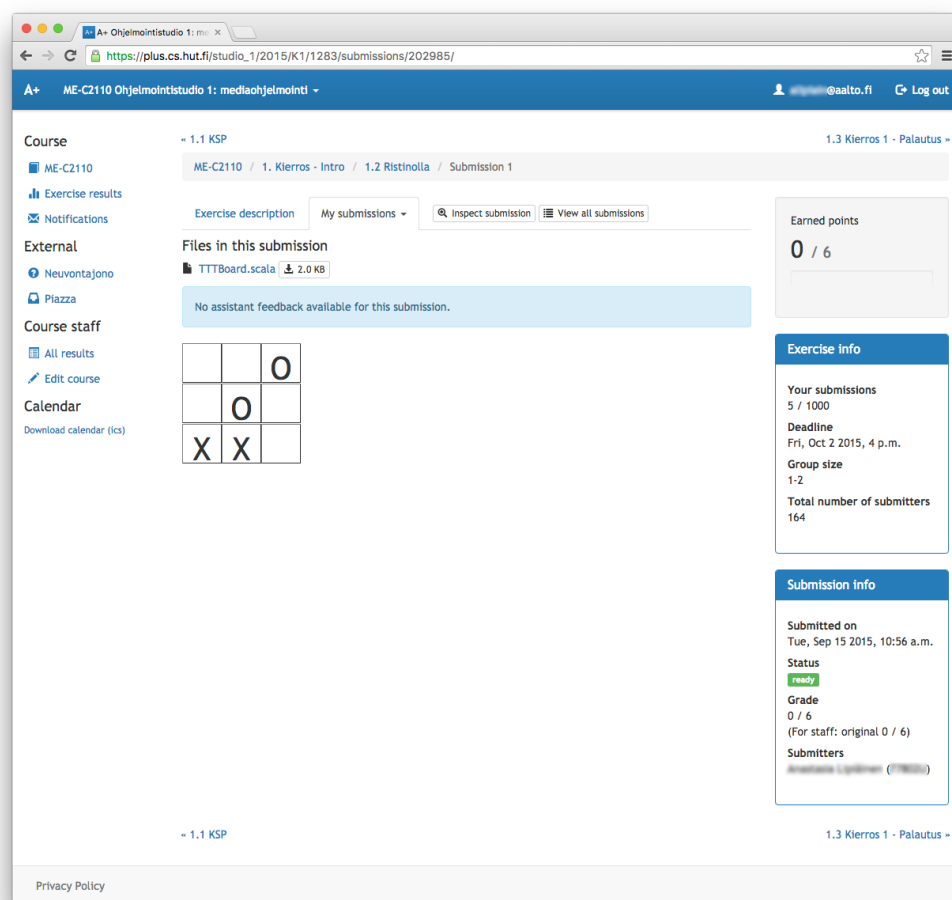 A+ Ohjelmointistudio 1: me
https://plus.cs.hut.fi/studio_1/2015/K1/1283/submissions/202985/
A+ ME-C2110 Ohjelmointistudio 1: mediaohjelmointi @aalto.fi Log out
Course
ME-C2110
Exercise results
Notifications
External
Neuvontajono
Piazza
Course staff
All results
Edit course
Calendar
Download calendar (ics)
« 1.1 KSP 1.3 Kierros 1 - Palautus »
ME-C2110 / 1. Kierros - Intro / 1.2 Ristinolla / Submission 1
Exercise description My submissions Inspect submission View all submissions
Files in this submission
TTTBoard.scala 2.0 KB
No assistant feedback available for this submission.
O
O
X X
Earned points
0 / 6
Exercise info
Your submissions
5 / 1000
Deadline
Fri, Oct 2 2015, 4 p.m.
Group size
1-2
Total number of submitters
164
Submission info
Submitted on
Tue, Sep 15 2015, 10:56 a.m.
Status
ready
Grade
0 / 6
(For staff: original 0 / 6)
Submitters
« 1.1 KSP 1.3 Kierros 1 - Palautus »
Privacy Policy